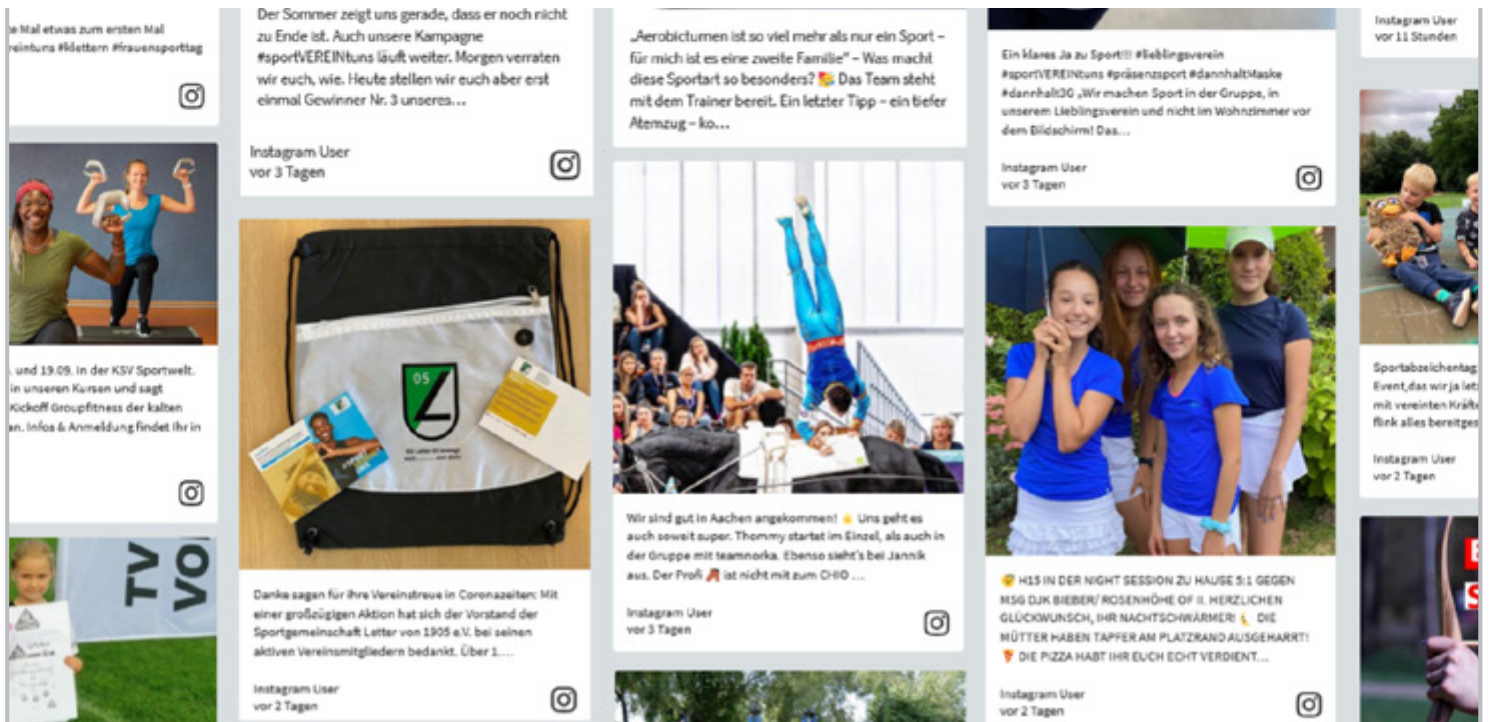 te Mal etwas zum ersten Mal
reintuns #klettern #frauensporttag
. und 19.09. in der KSV Sportwelt.
in unseren Kursen und sagt
Kickoff Groupfitness der kalten
n. Infos & Anmeldung findet Ihr in
TV
VO
Der Sommer zeigt uns gerade, dass er noch nicht
zu Ende ist. Auch unsere Kampagne
#sportVEREINtuns läuft weiter. Morgen verraten
wir euch, wie. Heute stellen wir euch aber erst
einmal Gewinner Nr. 3 unseres…
Instagram User
vor 3 Tagen
05
Danke sagen für ihre Vereinstreue in Coronazeiten: Mit
einer großzügigen Aktion hat sich der Vorstand der
Sportgemeinschaft Letter von 1905 e.V. bei seinen
aktiven Vereinsmitgliedern bedankt. Über 1….
Instagram User
vor 2 Tagen
„Aerobicturnen ist so viel mehr als nur ein Sport –
für mich ist es eine zweite Familie“ – Was macht
diese Sportart so besonders? Das Team steht
mit dem Trainer bereit. Ein letzter Tipp – ein tiefer
Atemzug – ko…
Wir sind gut in Aachen angekommen! Uns geht es
auch soweit super. Thommy startet im Einzel, als auch in
der Gruppe mit teamnorka. Ebenso sieht's bei Jannik
aus. Der Profi ist nicht mit zum CHIO …
Instagram User
vor 3 Tagen
Ein klares Ja zu Sport!!! #lieblingsverein
#sportVEREINtuns #präsenzsport #dannhaltMaske
#dannhalt3G „Wir machen Sport in der Gruppe, in
unserem Lieblingsverein und nicht im Wohnzimmer vor
dem Bildschirm! Das…
Instagram User
vor 3 Tagen
H15 IN DER NIGHT SESSION ZU HAUSE 5:1 GEGEN
MSG DJK BIEBER/ ROSENHÖHE OF II. HERZLICHEN
GLÜCKWUNSCH, IHR NACHTSCHWÄRMER! DIE
MÜTTER HABEN TAPFER AM PLATZRAND AUSGEHARRT!
DIE PIZZA HABT IHR EUCH ECHT VERDIENT…
Instagram User
vor 2 Tagen
Instagram User
vor 11 Stunden
Sportabzeichentag
Event,das wir ja let
mit vereinten Kräft
flink alles bereitges
Instagram User
vor 2 Tagen